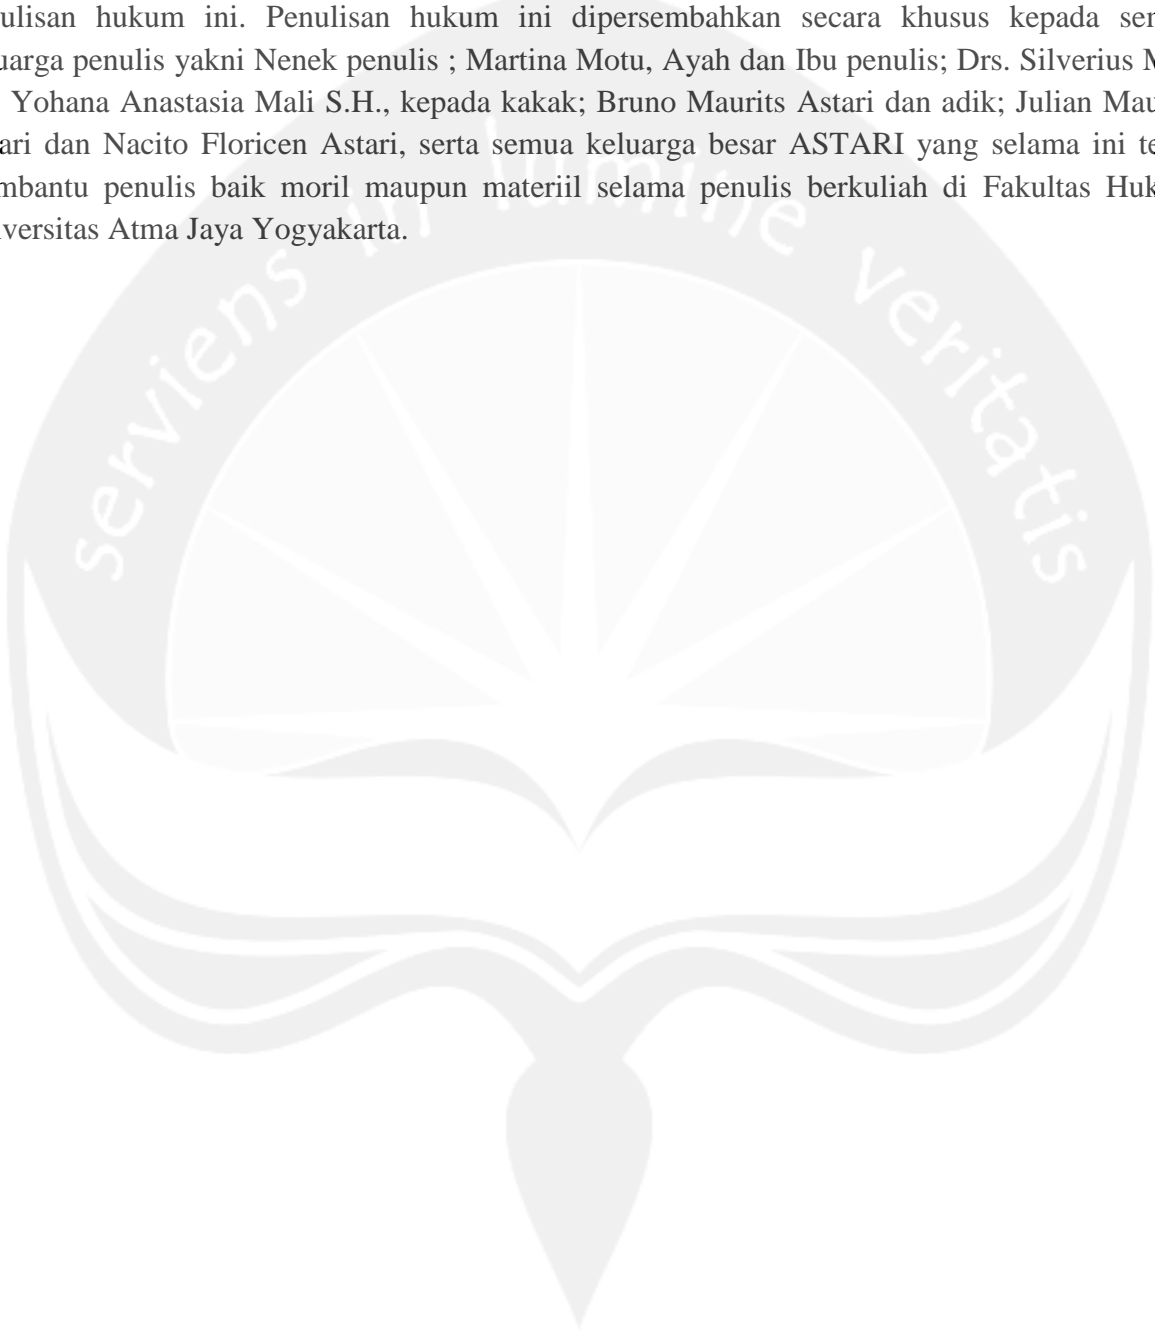 ulisan hukum ini. Penulisan hukum ini dipersembahkan secara khusus kepada
uarga penulis yakni Nenek penulis ; Martina Motu, Ayah dan Ibu penulis; Drs. Silverius
Yohana Anastasia Mali S.H., kepada kakak; Bruno Maurits Astari dan adik; Julian Mau
ari dan Nacito Floricen Astari, serta semua keluarga besar ASTARI yang selama ini te
mbantu penulis baik moril maupun materiil selama penulis berkuliah di Fakultas Huk
iversitas Atma Jaya Yogyakarta.
serviens in lumine veritatis